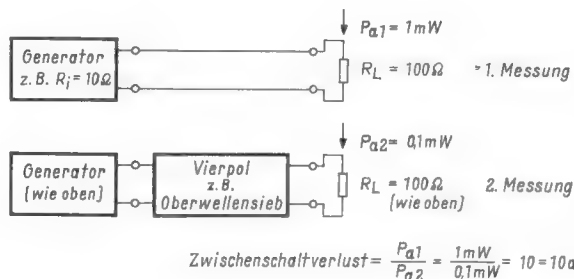 Generator
z.B. Ri = 10Ω
Pa1 = 1mW
RL = 100Ω
1. Messung
Generator
(wie oben)
Vierpol
z.B.
Oberwellensieb
Pa2 = 0,1mW
RL = 100Ω
(wie oben)
2. Messung
Zwischenschaltverlust = Pa1 / Pa2 = 1mW / 0,1mW = 10 = 10d